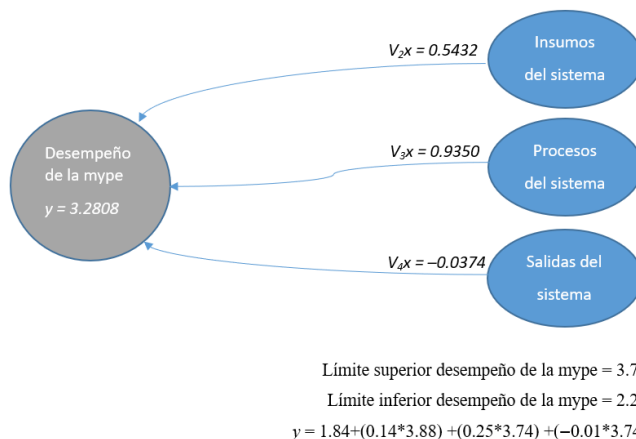 V₂x = 0.5432
Insumos
del sistema
Desempeño
de la mype
y = 3.2808
V₃x = 0.9350
Procesos
del sistema
V₄x = –0.0374
Salidas del
sistema
Límite superior desempeño de la mype = 3.7
Límite inferior desempeño de la mype = 2.2
y = 1.84+(0.14*3.88) +(0.25*3.74) +(−0.01*3.74